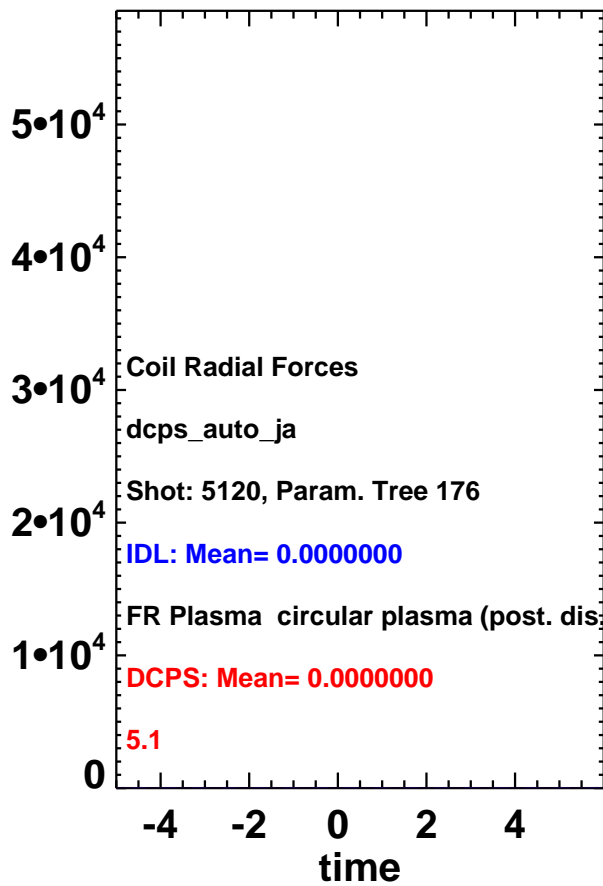 5•10⁴
4•10⁴
Coil Radial Forces
3•10⁴
dcps_auto_ja
Shot: 5120, Param. Tree 176
2•10⁴
IDL: Mean= 0.0000000
FR Plasma  circular plasma (post. dis
1•10⁴
DCPS: Mean= 0.0000000
5.1
0
-4 -2 0 2 4
time